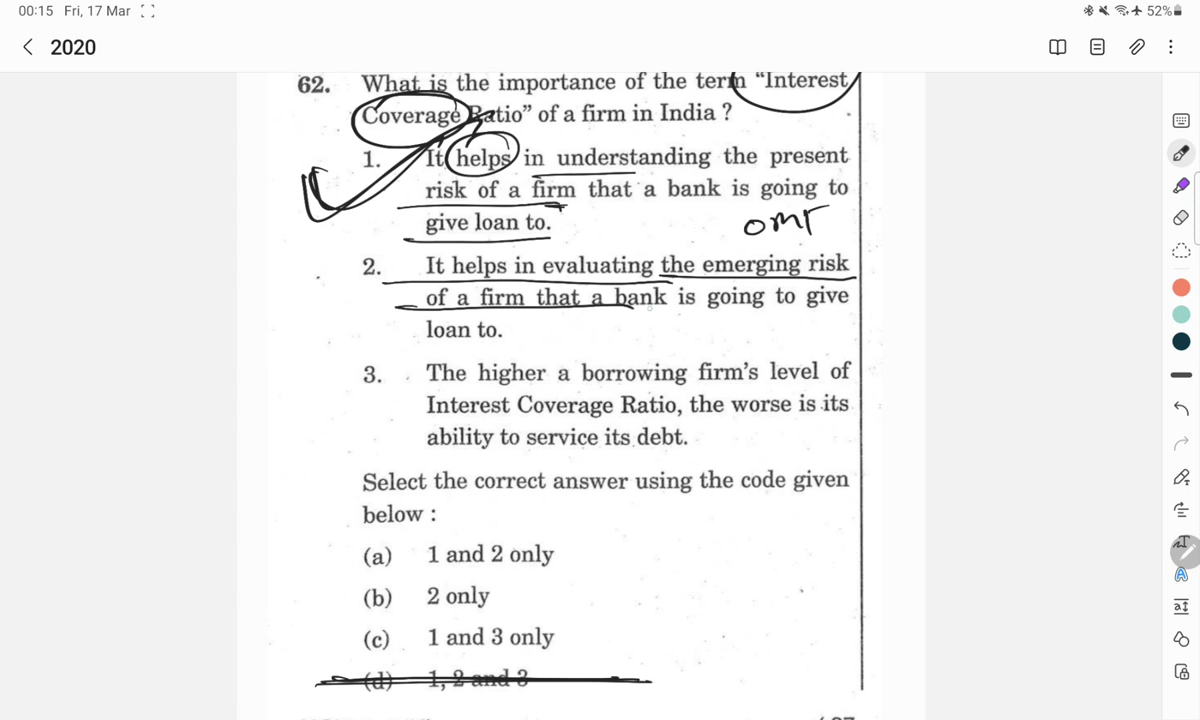 00:15 Fri, 17 Mar 52%
2020
62. What is the importance of the term "Interest
Coverage Ratio" of a firm in India ?
1. It helps in understanding the present
risk of a firm that a bank is going to
give loan to.
omr
2. It helps in evaluating the emerging risk
of a firm that a bank is going to give
loan to.
3. The higher a borrowing firm's level of
Interest Coverage Ratio, the worse is its
ability to service its debt.
Select the correct answer using the code given
below :
(a) 1 and 2 only
(b) 2 only
(c) 1 and 3 only
(d) 1, 2 and 3